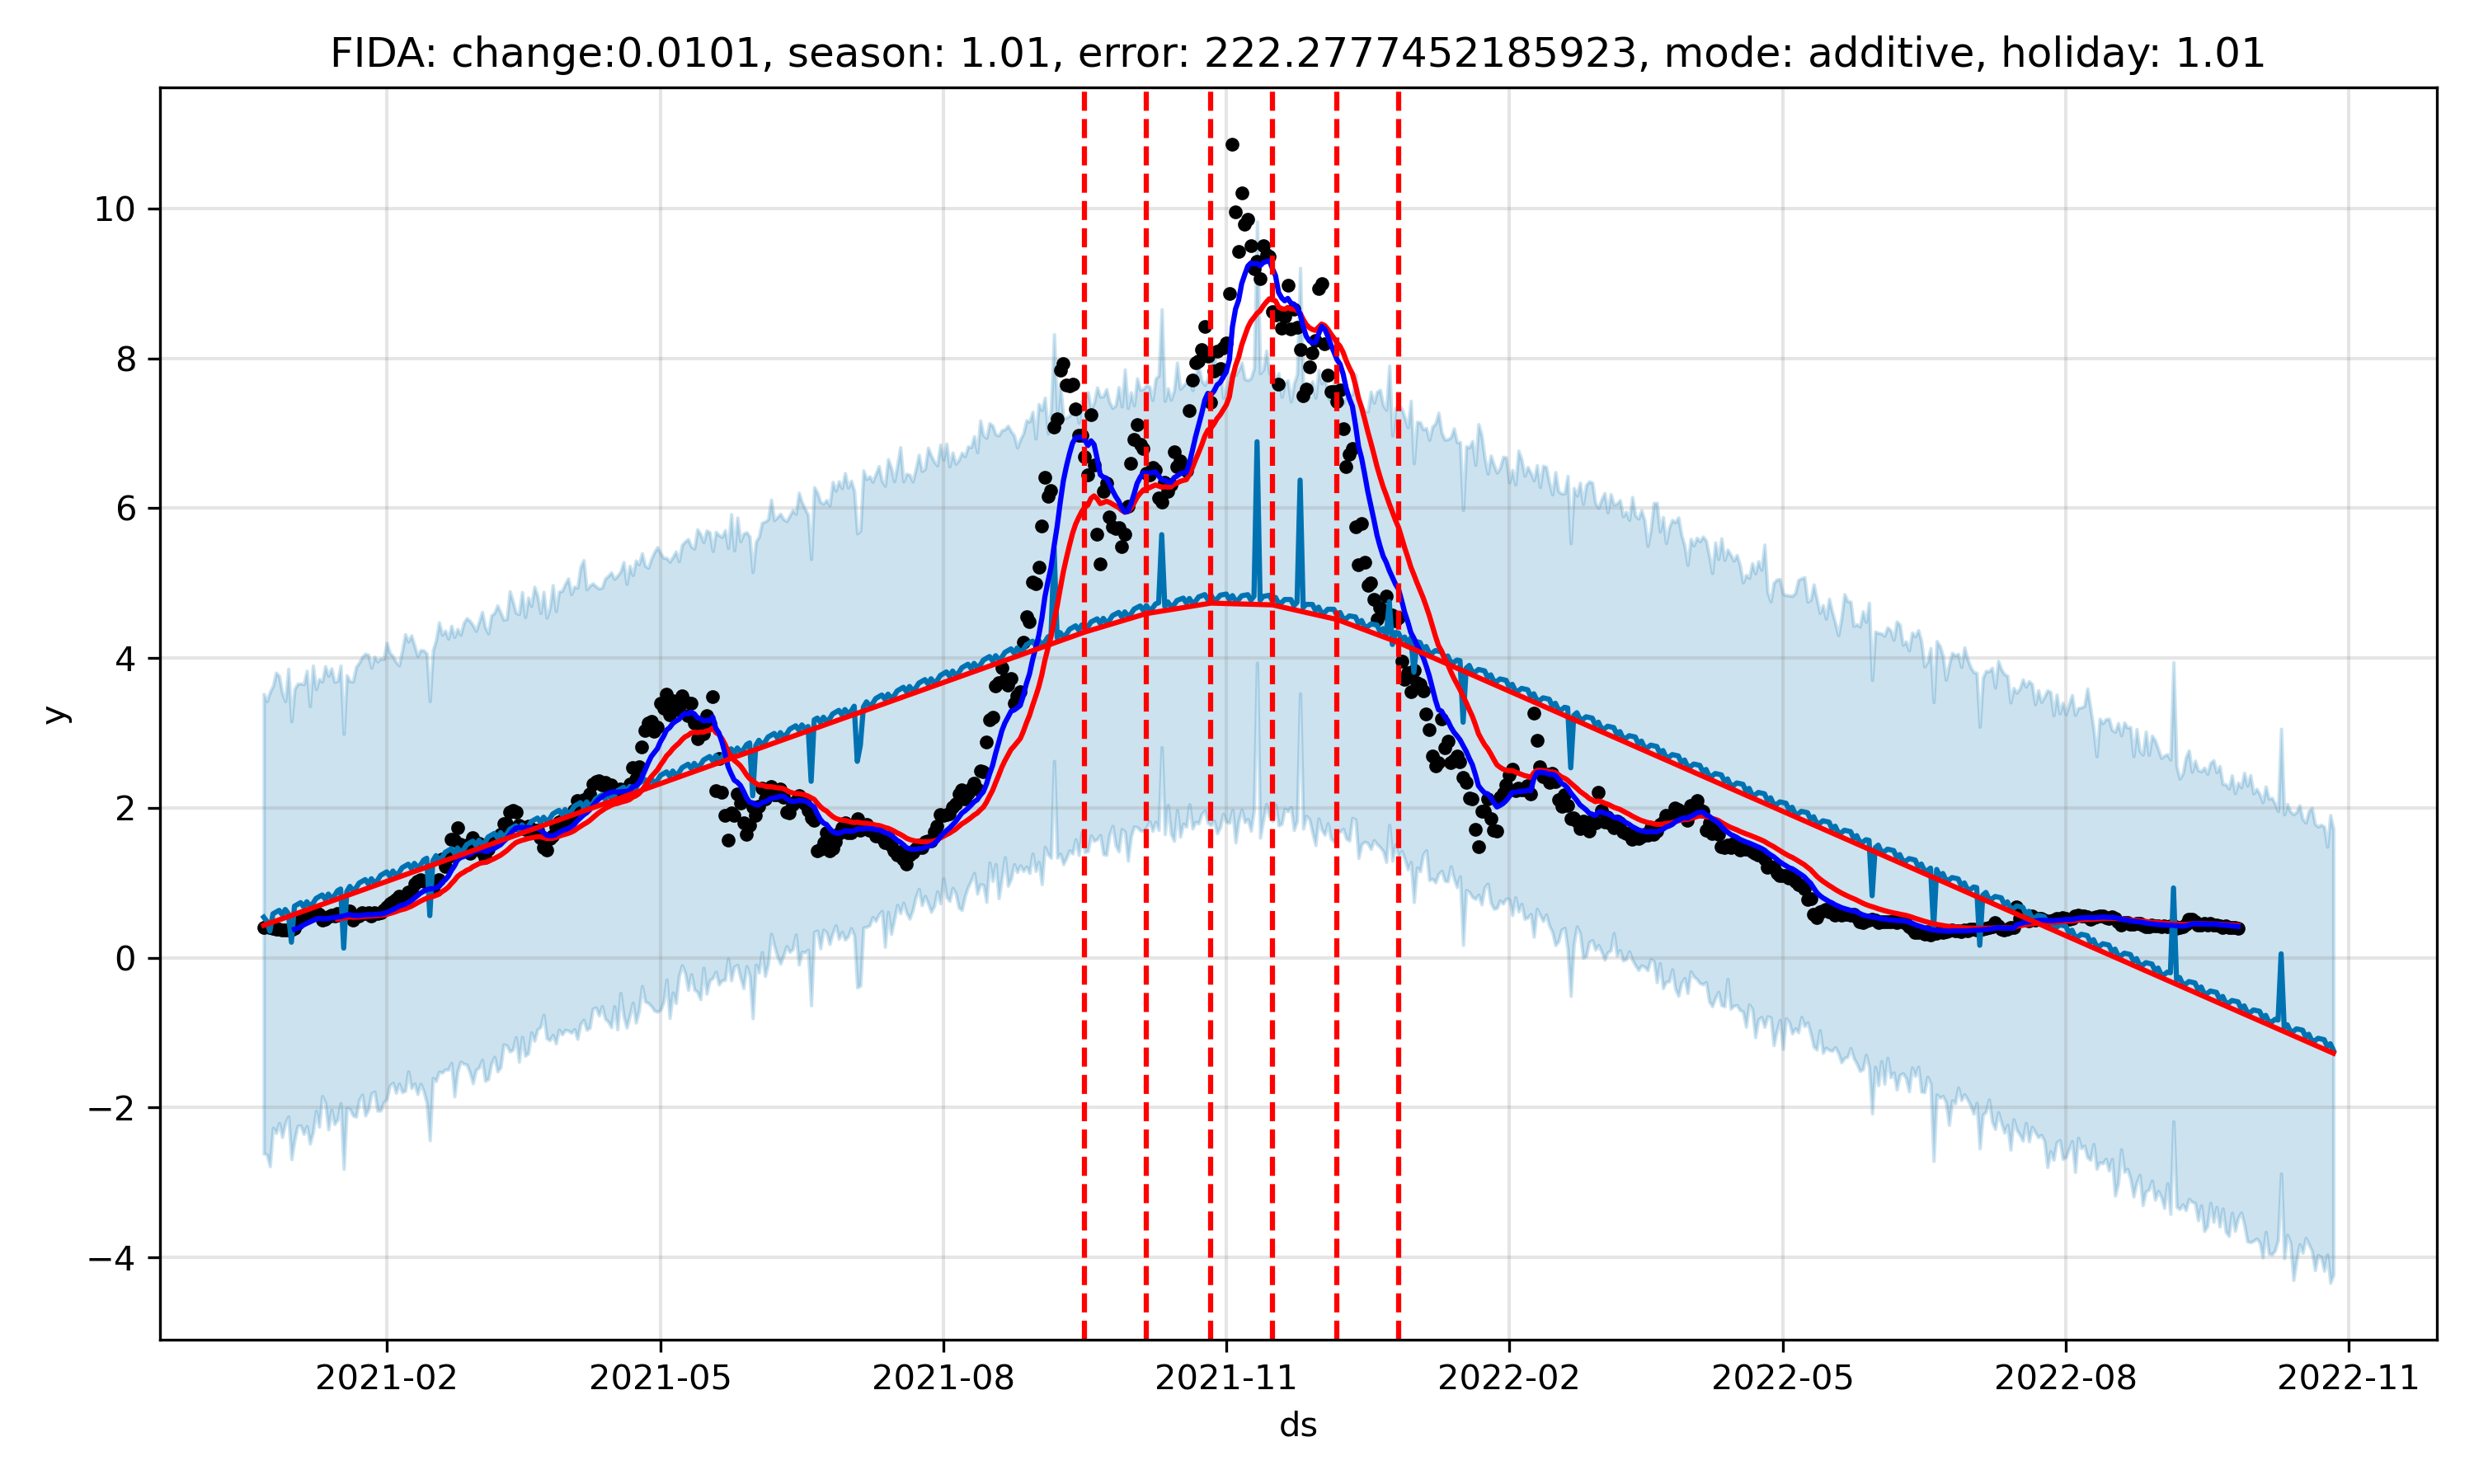 FIDA: change:0.0101, season: 1.01, error: 222.2777452185923, mode: additive, holiday: 1.01
10
8
6
4
2
0
−2
−4
y
2021-02 2021-05 2021-08 2021-11 2022-02 2022-05 2022-08 2022-11
ds